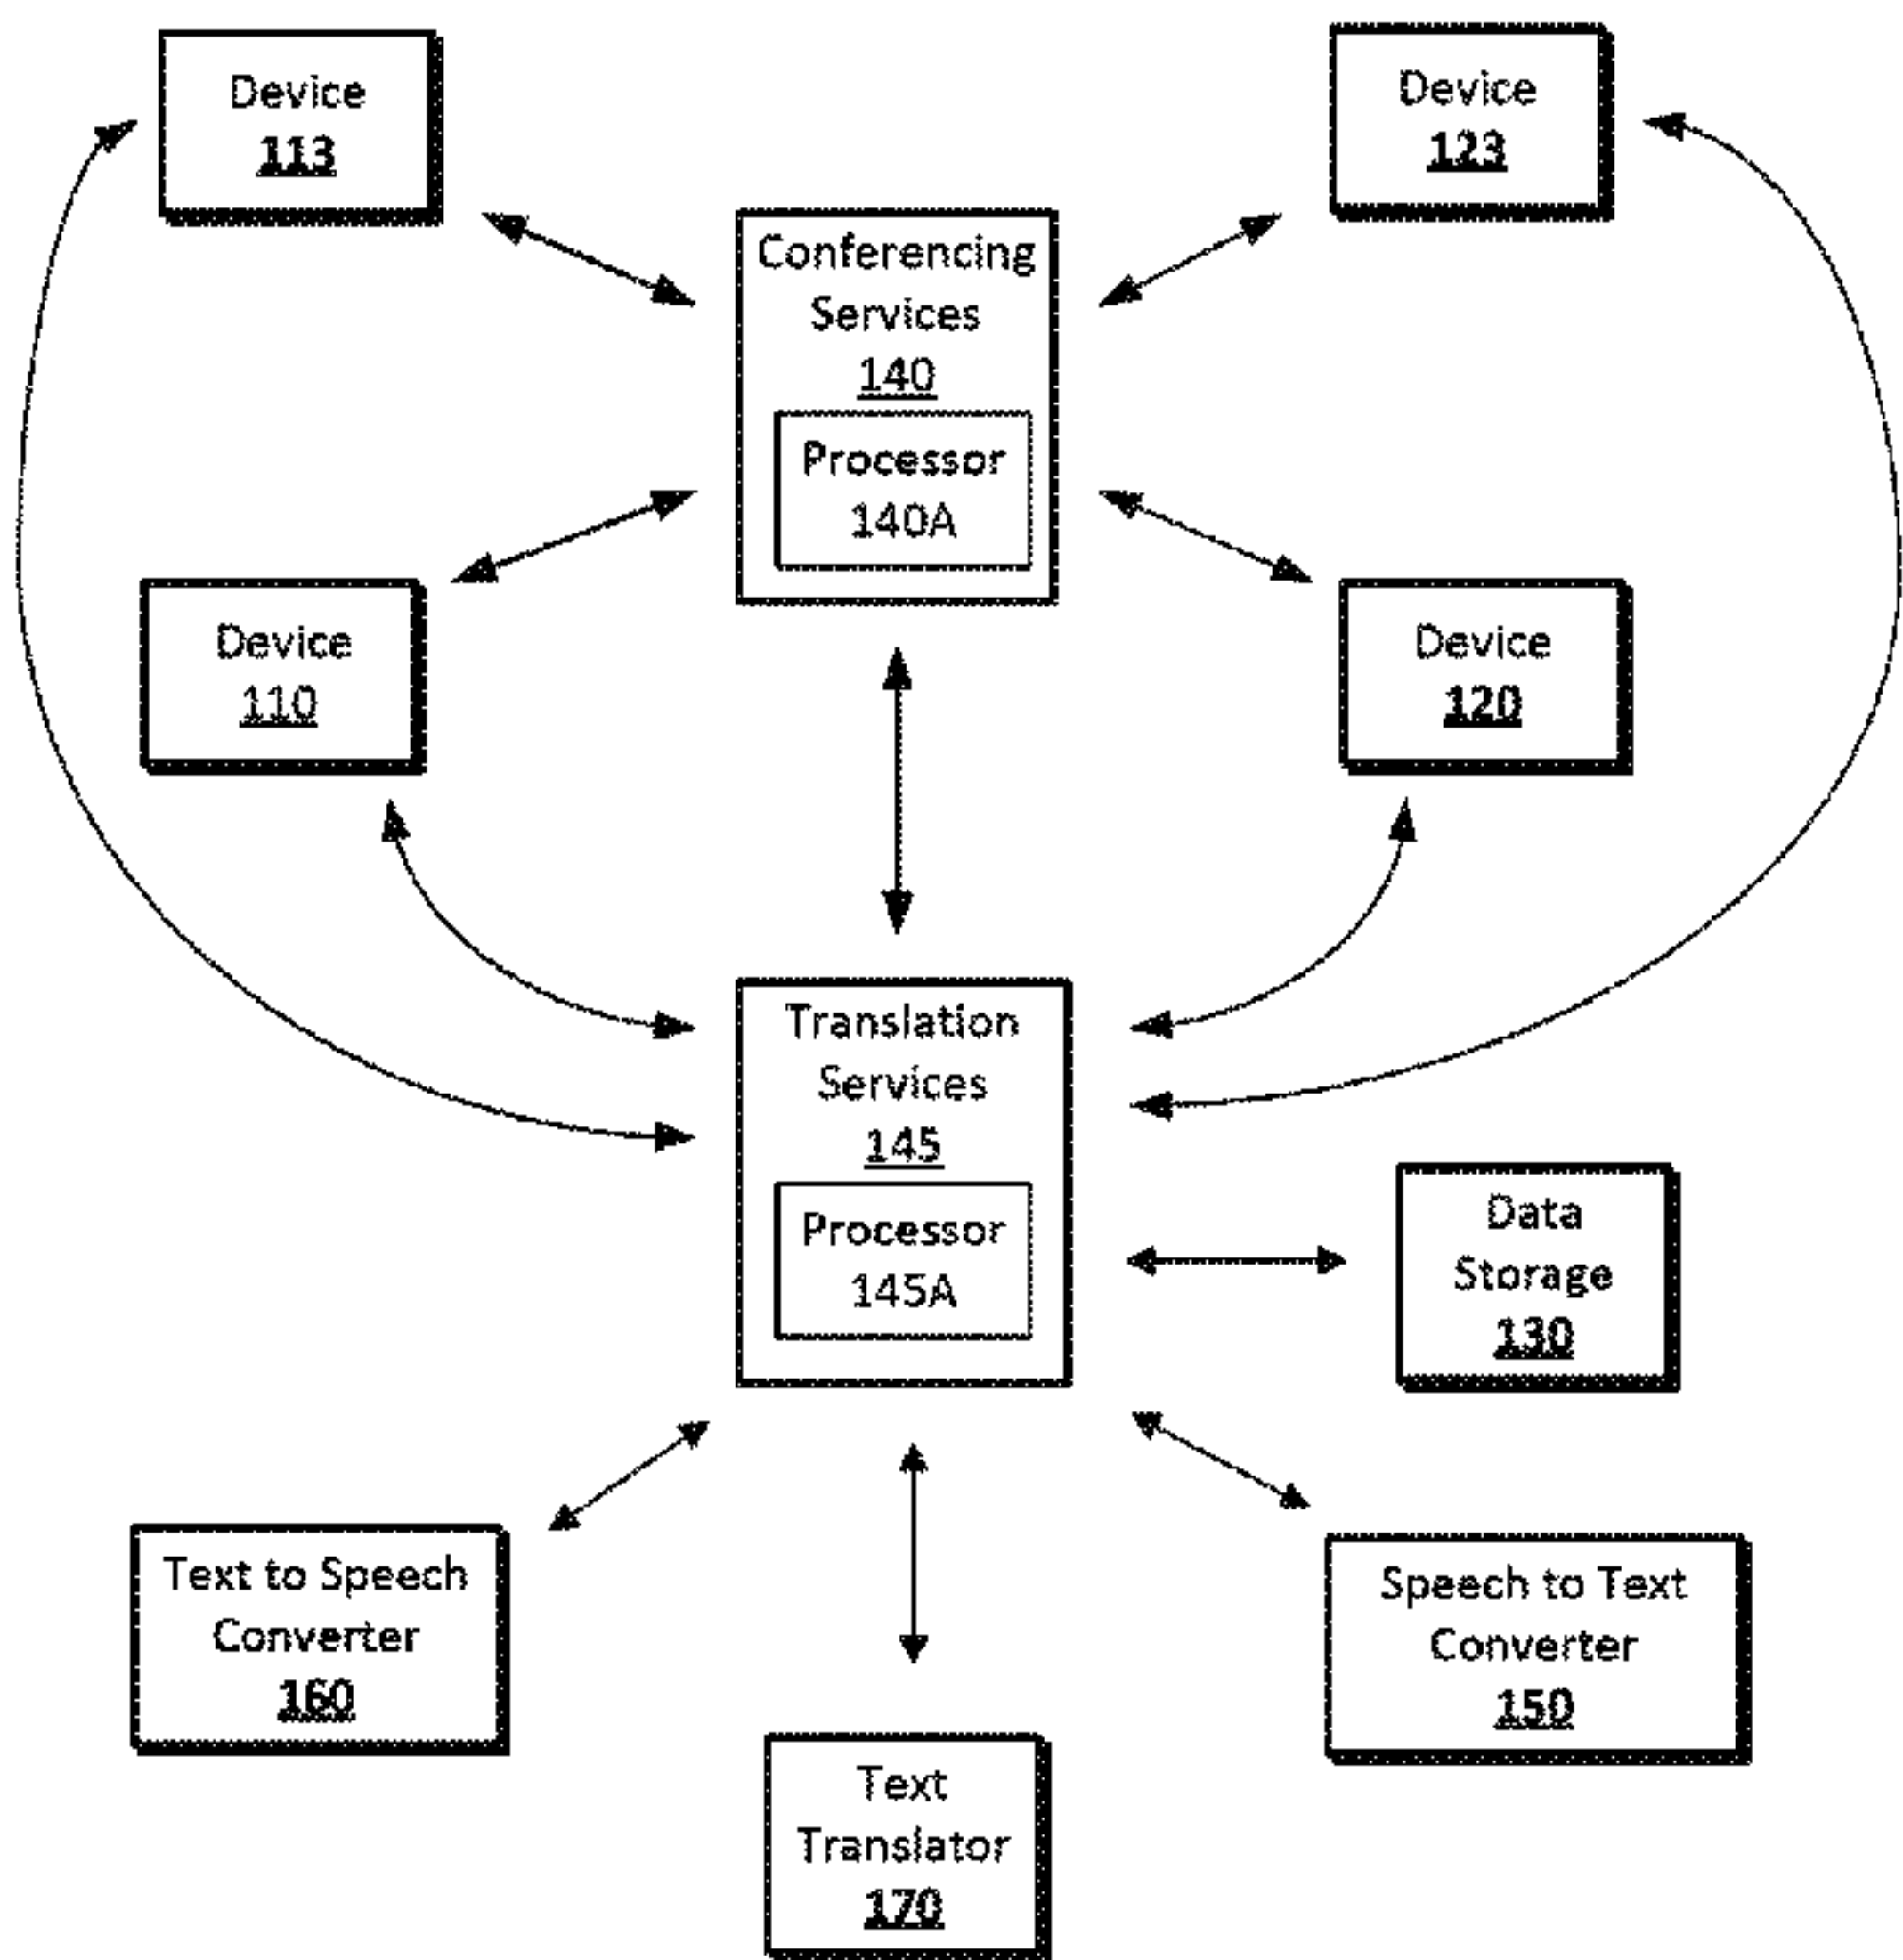 Device
113
Device
123
Conferencing
Services
140
Processor
140A
Device
110
Device
120
Translation
Services
145
Processor
145A
Data
Storage
130
Text to Speech
Converter
160
Speech to Text
Converter
150
Text
Translator
170